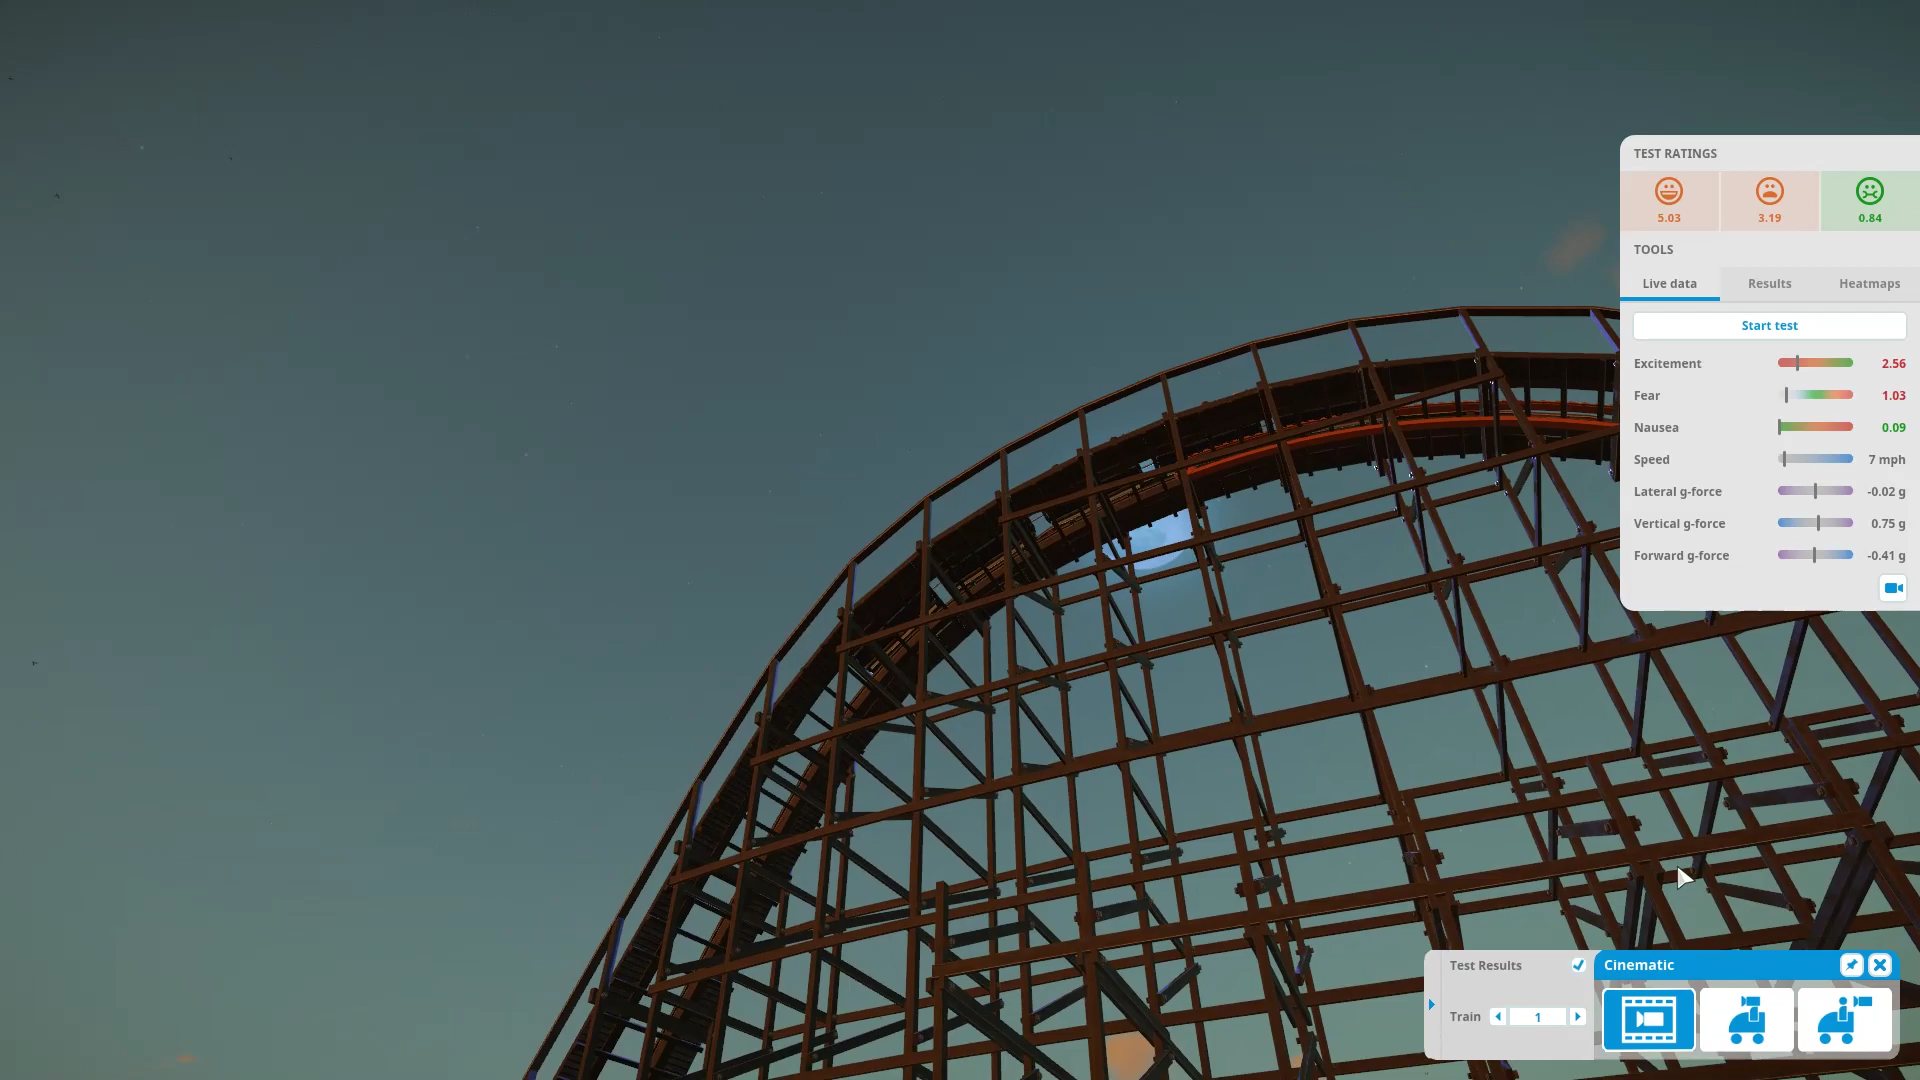 TEST RATINGS
5.03 3.19 0.84
TOOLS
Live data Results Heatmaps
Start test
Excitement 2.56
Fear 1.03
Nausea 0.09
Speed 7 mph
Lateral g-force -0.02 g
Vertical g-force 0.75 g
Forward g-force -0.41 g
Test Results Cinematic
Train 1